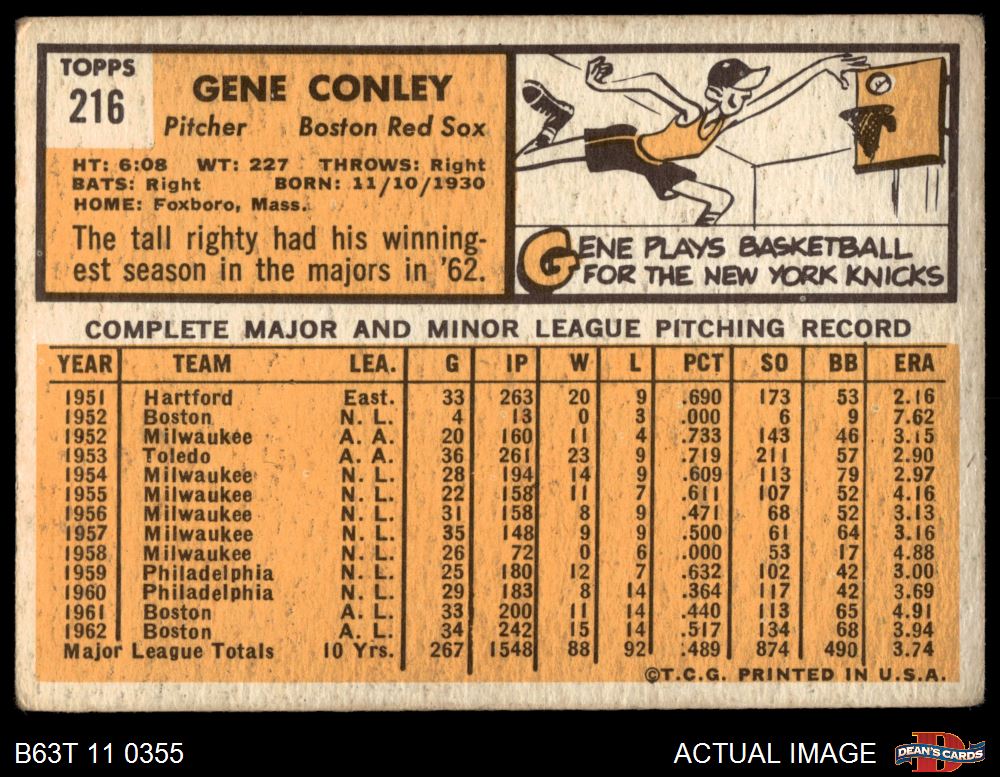 TOPPS
216
GENE CONLEY
Pitcher Boston Red Sox
HT: 6:08 WT: 227 THROWS: Right
BATS: Right BORN: 11/10/1930
HOME: Foxboro, Mass.
The tall righty had his winning-
est season in the majors in '62.
GENE PLAYS BASKETBALL
FOR THE NEW YORK KNICKS
COMPLETE MAJOR AND MINOR LEAGUE PITCHING RECORD
YEAR TEAM LEA. G IP W L PCT SO BB ERA
1951 Hartford East. 33 263 20 9 .690 173 53 2.16
1952 Boston N. L. 4 13 0 3 .000 6 9 7.62
1952 Milwaukee A. A. 20 160 11 4 .733 143 46 3.15
1953 Toledo A. A. 36 261 23 9 .719 211 57 2.90
1954 Milwaukee N. L. 28 194 14 9 .609 113 79 2.97
1955 Milwaukee N. L. 22 158 11 7 .611 107 52 4.16
1956 Milwaukee N. L. 31 158 8 9 .471 68 52 3.13
1957 Milwaukee N. L. 35 148 9 9 .500 61 64 3.16
1958 Milwaukee N. L. 26 72 0 6 .000 53 17 4.88
1959 Philadelphia N. L. 25 180 12 7 .632 102 42 3.00
1960 Philadelphia N. L. 29 183 8 14 .364 117 42 3.69
1961 Boston A. L. 33 200 11 14 .440 113 65 4.91
1962 Boston A. L. 34 242 15 14 .517 134 68 3.94
Major League Totals 10 Yrs. 267 1548 88 92 .489 874 490 3.74
©T.C.G. PRINTED IN U.S.A.
B63T 11 0355
ACTUAL IMAGE
DEAN'S CARDS